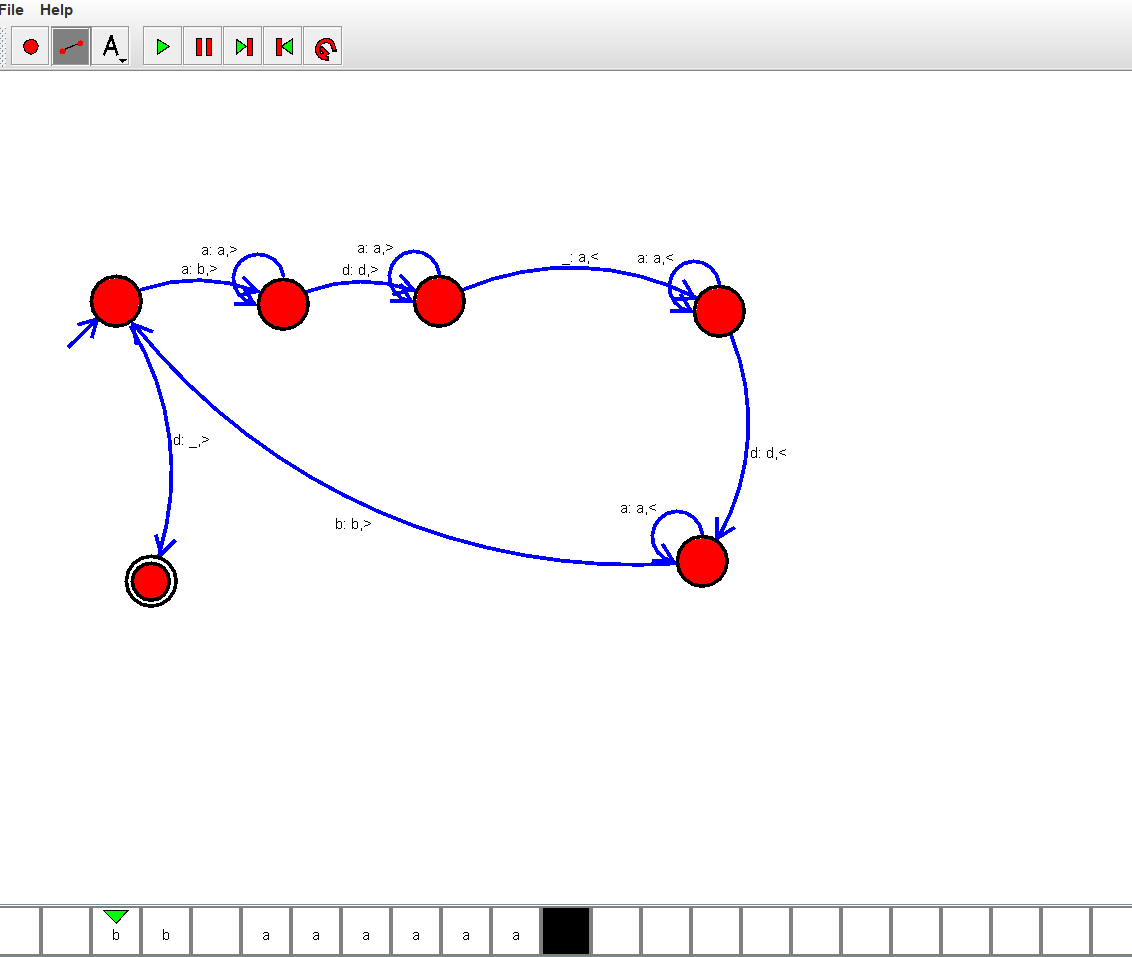 File Help
A
a: a,>
a: b,>
a: a,>
d: d,>
_: a,<
a: a,<
d: _,>
d: d,<
a: a,<
b: b,>
b b a a a a a a